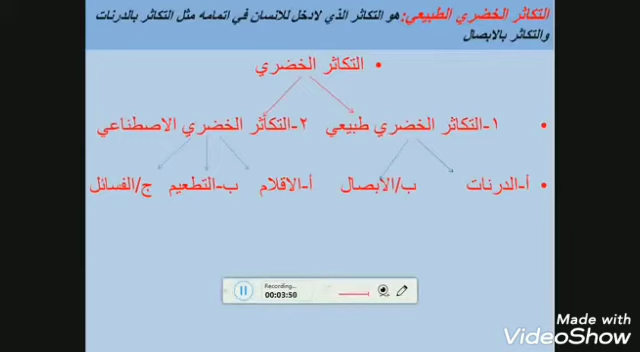 التكاثر الخضري الطبيعي: هو التكاثر الذي لادخل للانسان في اتمامه مثل التكاثر بالدرنات
والتكاثر بالابصال
• التكاثر الخضري
• ١-التكاثر الخضري طبيعي ٢-التكاثر الخضري الاصطناعي
• أ-الدرنات ب/الأبصال أ-الاقلام ب-التطعيم ج/الفسائل
Recording...
00:03:50
Made with
VideoShow